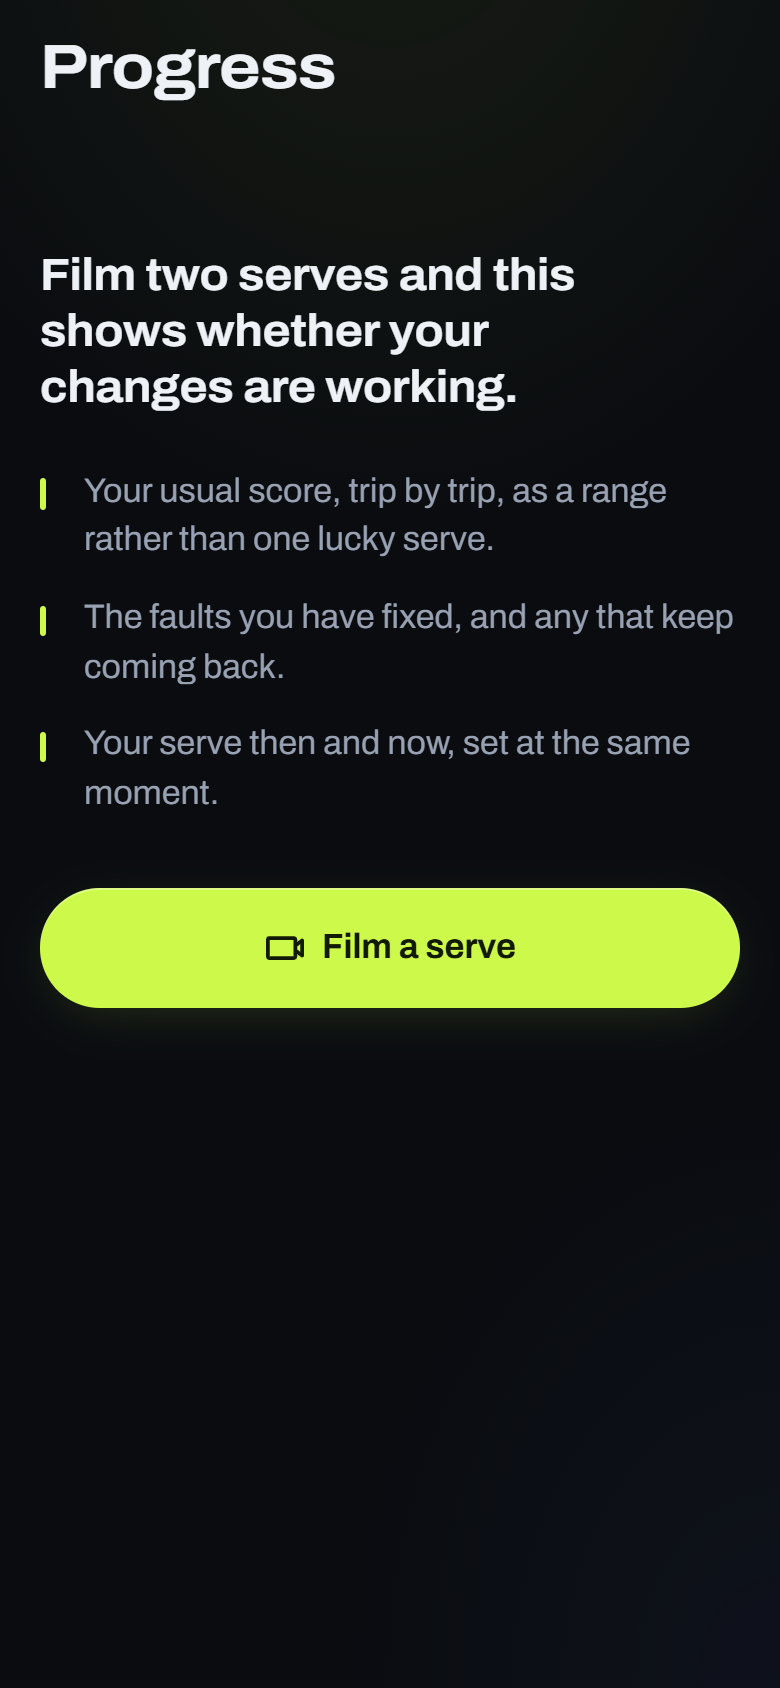 Progress
Film two serves and this
shows whether your
changes are working.
Your usual score, trip by trip, as a range
rather than one lucky serve.
The faults you have fixed, and any that keep
coming back.
Your serve then and now, set at the same
moment.
Film a serve